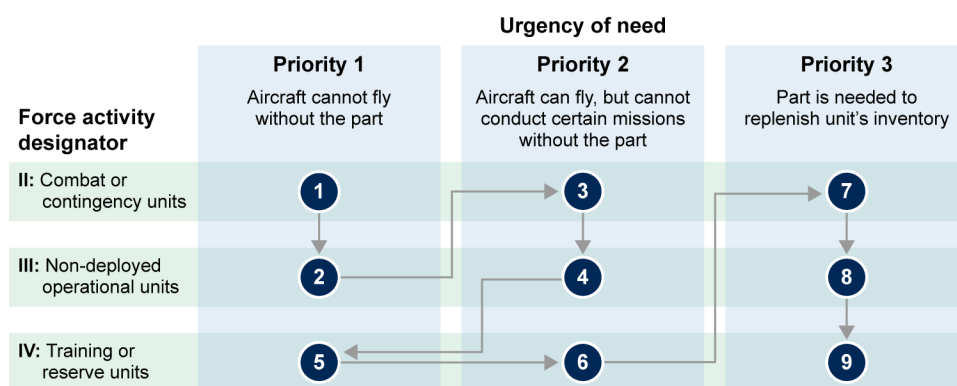 Urgency of need
Priority 1
Priority 2
Priority 3
Aircraft cannot fly
without the part
Aircraft can fly, but cannot
conduct certain missions
without the part
Part is needed to
replenish unit's inventory
Force activity
designator
II: Combat or
contingency units
1
3
7
III: Non-deployed
operational units
2
4
8
IV: Training or
reserve units
5
6
9